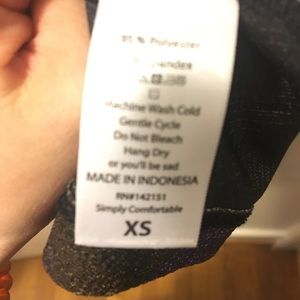 % Polyester
Machine Wash Cold
Gentle Cycle
Do Not Bleach
Hang Dry
or you'll be sad
MADE IN INDONESIA
RN#142151
Simply Comfortable
XS